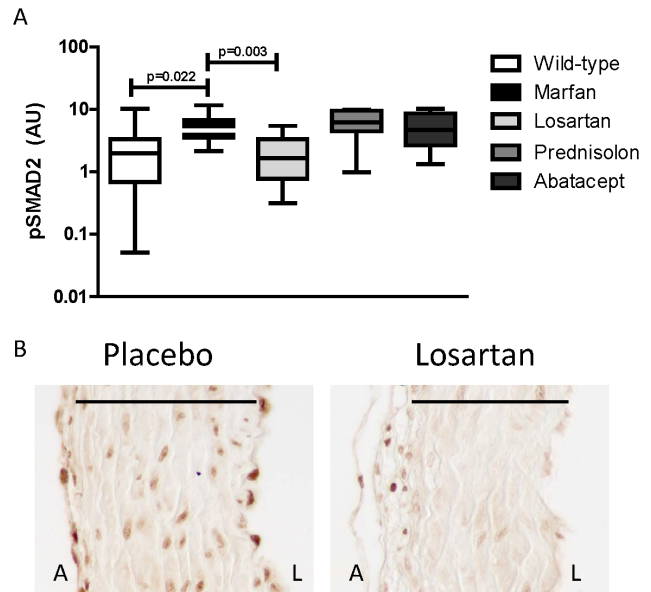 A
p=0.003
p=0.022
pSMAD2 (AU)
100
10
1
0.1
0.01
Wild-type
Marfan
Losartan
Prednisolon
Abatacept
B
Placebo
Losartan
A
L
A
L